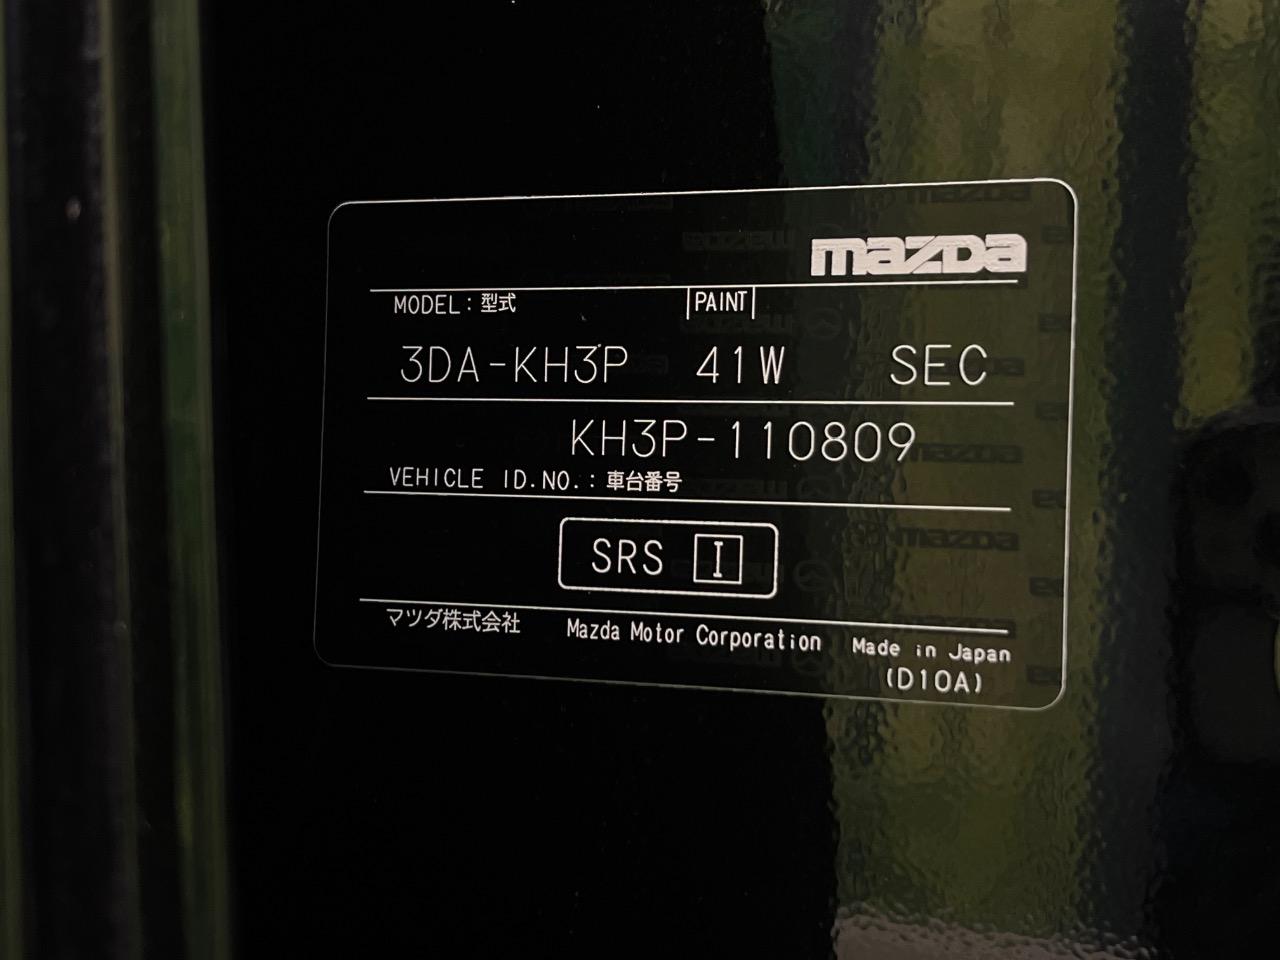 mazda
MODEL : 型式 PAINT
3DA-KH3P 41W SEC
KH3P-110809
VEHICLE ID.NO. : 車台番号
SRS I
マツダ株式会社 Mazda Motor Corporation Made in Japan
(D10A)